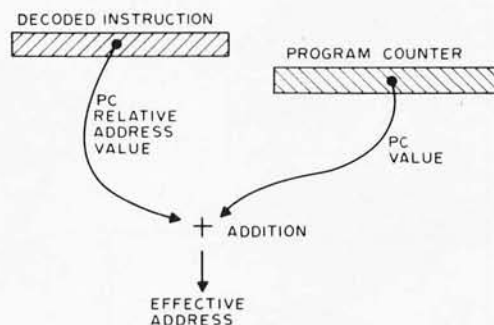 DECODED INSTRUCTION
PROGRAM COUNTER
PC
RELATIVE
ADDRESS
VALUE
PC
VALUE
+ ADDITION
EFFECTIVE
ADDRESS